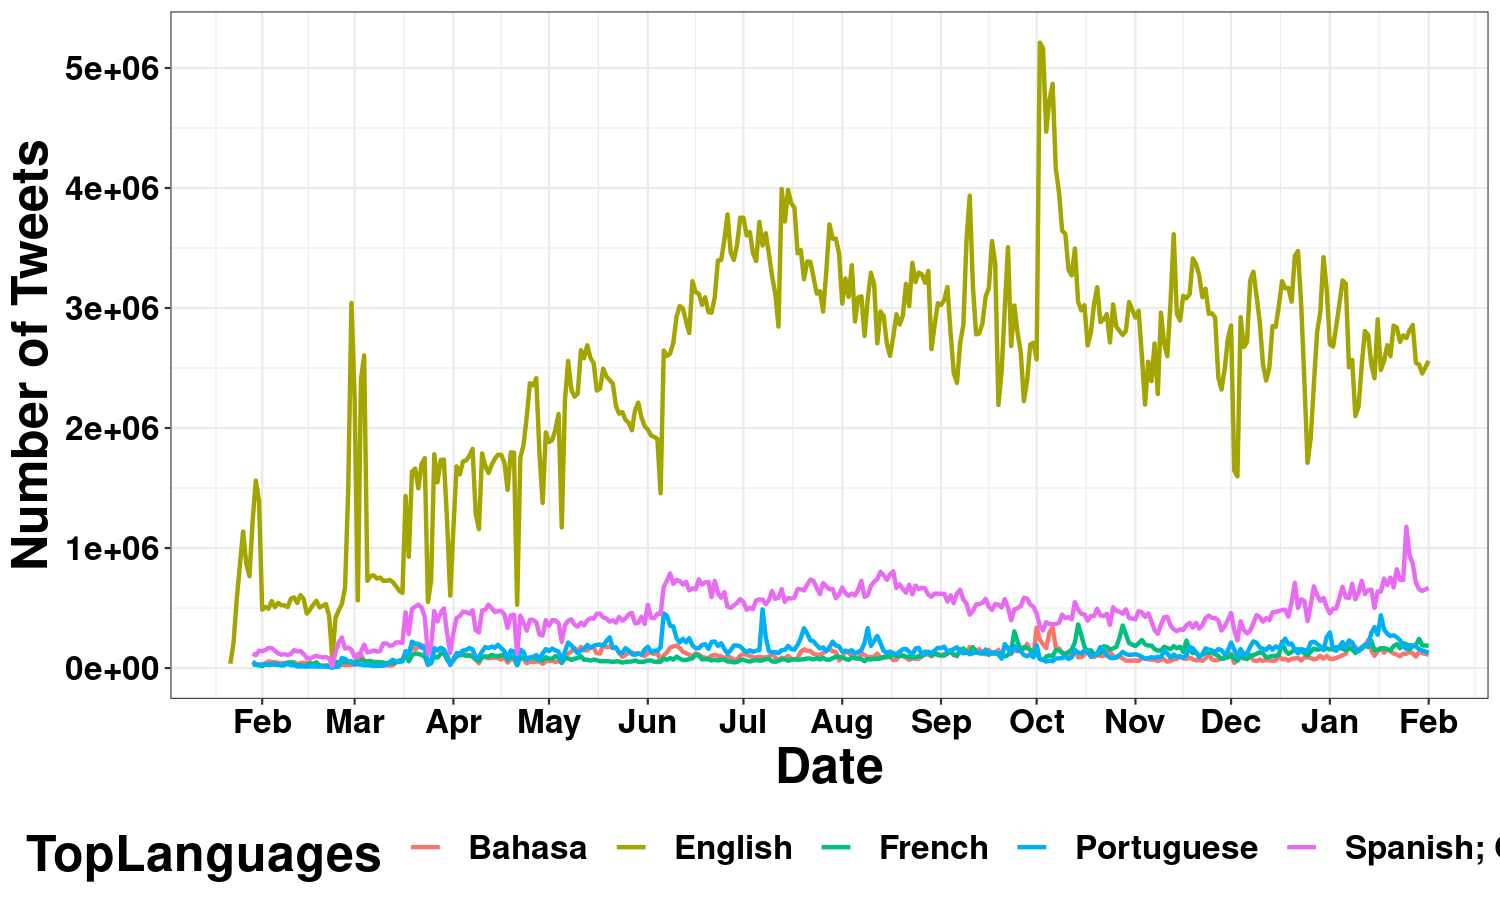 Number of Tweets
5e+06
4e+06
3e+06
2e+06
1e+06
0e+00
Feb Mar Apr May Jun Jul Aug Sep Oct Nov Dec Jan Feb
Date
TopLanguages Bahasa English French Portuguese Spanish;